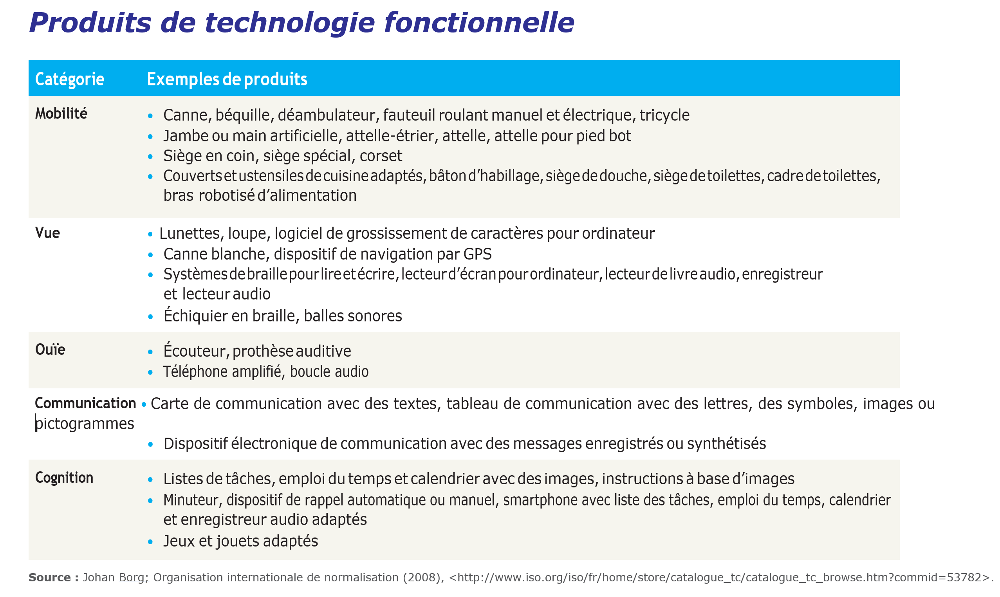 Produits de technologie fonctionnelle
Catégorie Exemples de produits
Mobilité • Canne, béquille, déambulateur, fauteuil roulant manuel et électrique, tricycle
• Jambe ou main artificielle, attelle-étrier, attelle, attelle pour pied bot
• Siège en coin, siège spécial, corset
• Couverts et ustensiles de cuisine adaptés, bâton d’habillage, siège de douche, siège de toilettes, cadre de toilettes,
bras robotisé d’alimentation
Vue • Lunettes, loupe, logiciel de grossissement de caractères pour ordinateur
• Canne blanche, dispositif de navigation par GPS
• Systèmes de braille pour lire et écrire, lecteur d’écran pour ordinateur, lecteur de livre audio, enregistreur
et lecteur audio
• Échiquier en braille, balles sonores
Ouïe • Écouteur, prothèse auditive
• Téléphone amplifié, boucle audio
Communication • Carte de communication avec des textes, tableau de communication avec des lettres, des symboles, images ou
pictogrammes
• Dispositif électronique de communication avec des messages enregistrés ou synthétisés
Cognition • Listes de tâches, emploi du temps et calendrier avec des images, instructions à base d’images
• Minuteur, dispositif de rappel automatique ou manuel, smartphone avec liste des tâches, emploi du temps, calendrier
et enregistreur audio adaptés
• Jeux et jouets adaptés
Source : Johan Borg; Organisation internationale de normalisation (2008), <http://www.iso.org/iso/fr/home/store/catalogue_tc/catalogue_tc_browse.htm?commid=53782>.